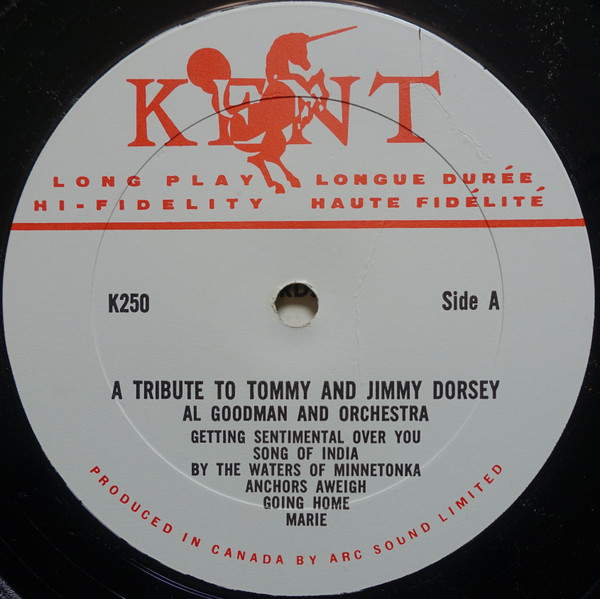 KENT
LONG PLAY LONGUE DURÉE
HI-FIDELITY HAUTE FIDÉLITÉ
K250 Side A
A TRIBUTE TO TOMMY AND JIMMY DORSEY
AL GOODMAN AND ORCHESTRA
GETTING SENTIMENTAL OVER YOU
SONG OF INDIA
BY THE WATERS OF MINNETONKA
ANCHORS AWEIGH
GOING HOME
MARIE
PRODUCED IN CANADA BY ARC SOUND LIMITED